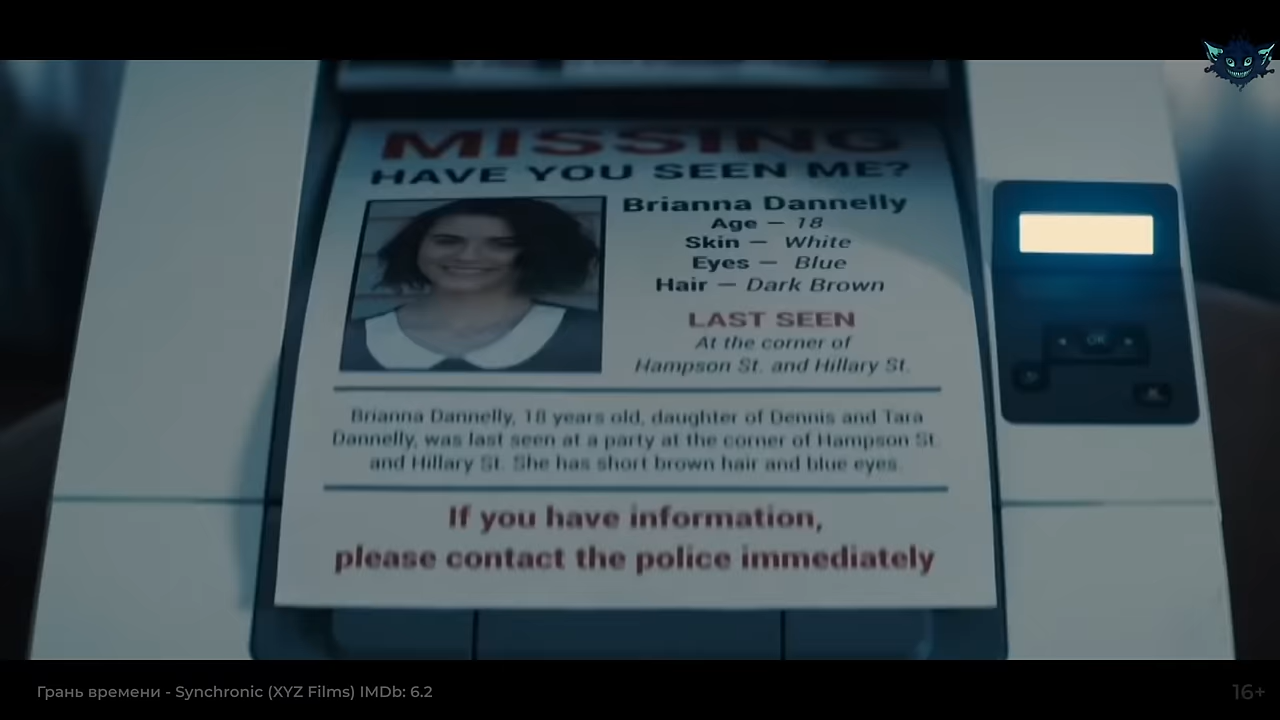 MISSING
HAVE YOU SEEN ME?
Brianna Dannelly
Age — 18
Skin — White
Eyes — Blue
Hair — Dark Brown
LAST SEEN
At the corner of
Hampson St. and Hillary St.
Brianna Dannelly, 18 years old, daughter of Dennis and Tara
Dannelly, was last seen at a party at the corner of Hampson St.
and Hillary St. She has short brown hair and blue eyes.
If you have information,
please contact the police immediately
OK
Грань времени - Synchronic (XYZ Films) IMDb: 6.2
16+